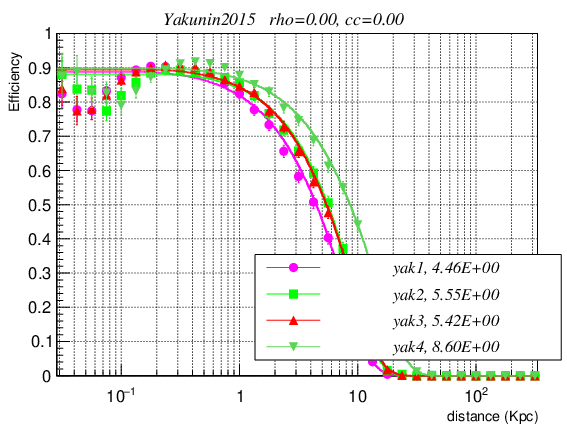 Yakunin2015 rho=0.00, cc=0.00
Efficiency
1
0.9
0.8
0.7
0.6
0.5
0.4
0.3
0.2
0.1
0
yak1, 4.46E+00
yak2, 5.55E+00
yak3, 5.42E+00
yak4, 8.60E+00
10⁻¹ 1 10 10²
distance (Kpc)